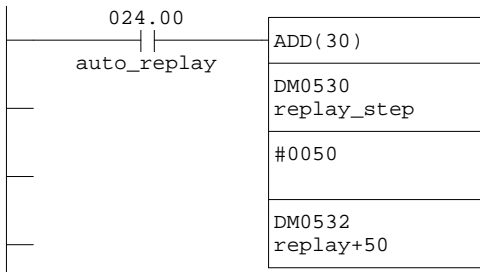 024.00
auto_replay
ADD(30)
DM0530
replay_step
#0050
DM0532
replay+50